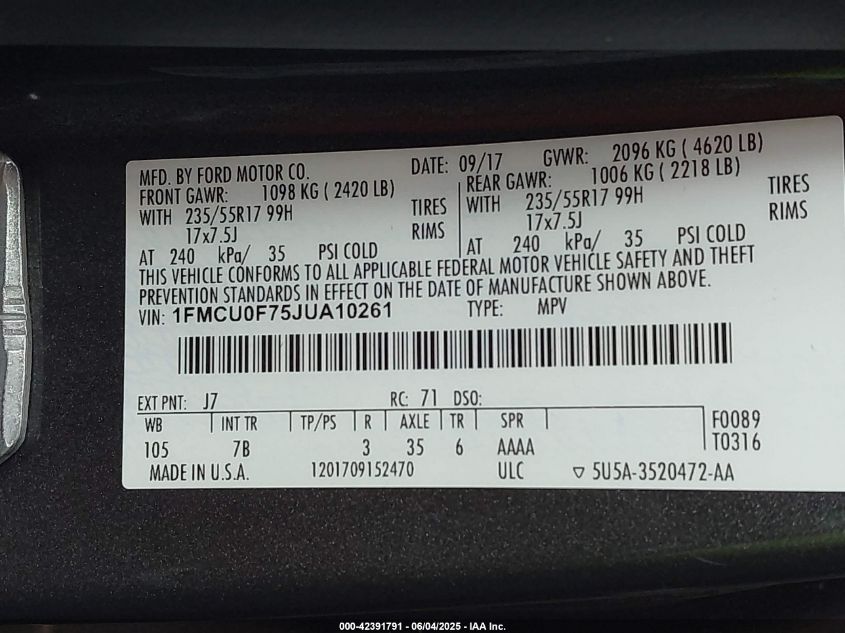 MFD. BY FORD MOTOR CO. DATE: 09/17 GVWR: 2096 KG ( 4620 LB)
FRONT GAWR: 1098 KG ( 2420 LB) REAR GAWR: 1006 KG ( 2218 LB)
WITH 235/55R17 99H TIRES WITH 235/55R17 99H TIRES
17x7.5J RIMS 17x7.5J RIMS
AT 240 kPa/ 35 PSI COLD AT 240 kPa/ 35 PSI COLD
THIS VEHICLE CONFORMS TO ALL APPLICABLE FEDERAL MOTOR VEHICLE SAFETY AND THEFT
PREVENTION STANDARDS IN EFFECT ON THE DATE OF MANUFACTURE SHOWN ABOVE.
VIN: 1FMCU0F75JUA10261 TYPE: MPV
EXT PNT: J7 RC: 71 DSO:
WB INT TR TP/PS R AXLE TR SPR F0089
105 7B 3 35 6 AAAA T0316
MADE IN U.S.A. 1201709152470 ULC ▽ 5U5A-3520472-AA
000-42391791 - 06/04/2025 - IAA Inc.